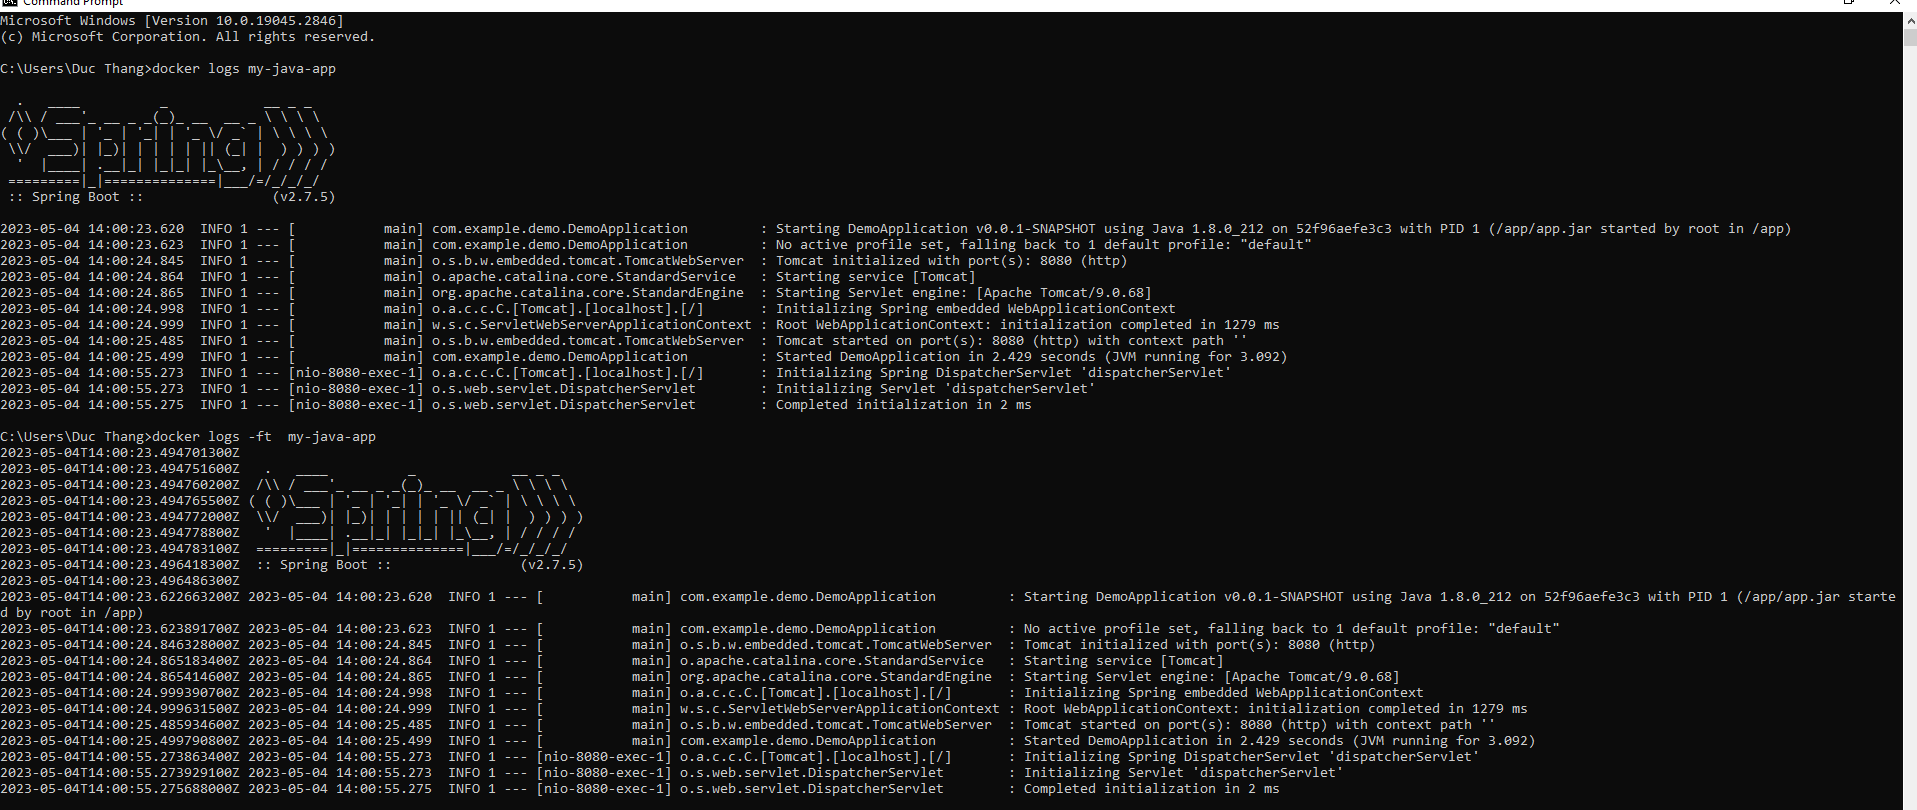 Command Prompt
Microsoft Windows [Version 10.0.19045.2846]
(c) Microsoft Corporation. All rights reserved.
C:\Users\Duc Thang>docker logs my-java-app
  .   ____          _            __ _ _
 /\\ / ___'_ __ _ _(_)_ __  __ _ \ \ \ \
( ( )\___ | '_ | '_| | '_ \/ _` | \ \ \ \
 \\/  ___)| |_)| | | | | || (_| |  ) ) ) )
  '  |____| .__|_| |_|_| |_\__, | / / / /
 =========|_|==============|___/=/_/_/_/
 :: Spring Boot ::                (v2.7.5)
2023-05-04 14:00:23.620  INFO 1 --- [           main] com.example.demo.DemoApplication         : Starting DemoApplication v0.0.1-SNAPSHOT using Java 1.8.0_212 on 52f96aefe3c3 with PID 1 (/app/app.jar started by root in /app)
2023-05-04 14:00:23.623  INFO 1 --- [           main] com.example.demo.DemoApplication         : No active profile set, falling back to 1 default profile: "default"
2023-05-04 14:00:24.845  INFO 1 --- [           main] o.s.b.w.embedded.tomcat.TomcatWebServer  : Tomcat initialized with port(s): 8080 (http)
2023-05-04 14:00:24.864  INFO 1 --- [           main] o.apache.catalina.core.StandardService   : Starting service [Tomcat]
2023-05-04 14:00:24.865  INFO 1 --- [           main] org.apache.catalina.core.StandardEngine  : Starting Servlet engine: [Apache Tomcat/9.0.68]
2023-05-04 14:00:24.998  INFO 1 --- [           main] o.a.c.c.C.[Tomcat].[localhost].[/]       : Initializing Spring embedded WebApplicationContext
2023-05-04 14:00:24.999  INFO 1 --- [           main] w.s.c.ServletWebServerApplicationContext : Root WebApplicationContext: initialization completed in 1279 ms
2023-05-04 14:00:25.485  INFO 1 --- [           main] o.s.b.w.embedded.tomcat.TomcatWebServer  : Tomcat started on port(s): 8080 (http) with context path ''
2023-05-04 14:00:25.499  INFO 1 --- [           main] com.example.demo.DemoApplication         : Started DemoApplication in 2.429 seconds (JVM running for 3.092)
2023-05-04 14:00:55.273  INFO 1 --- [nio-8080-exec-1] o.a.c.c.C.[Tomcat].[localhost].[/]       : Initializing Spring DispatcherServlet 'dispatcherServlet'
2023-05-04 14:00:55.273  INFO 1 --- [nio-8080-exec-1] o.s.web.servlet.DispatcherServlet        : Initializing Servlet 'dispatcherServlet'
2023-05-04 14:00:55.275  INFO 1 --- [nio-8080-exec-1] o.s.web.servlet.DispatcherServlet        : Completed initialization in 2 ms
C:\Users\Duc Thang>docker logs -ft  my-java-app
2023-05-04T14:00:23.494701300Z
2023-05-04T14:00:23.494751600Z   .   ____          _            __ _ _
2023-05-04T14:00:23.494760200Z  /\\ / ___'_ __ _ _(_)_ __  __ _ \ \ \ \
2023-05-04T14:00:23.494765500Z ( ( )\___ | '_ | '_| | '_ \/ _` | \ \ \ \
2023-05-04T14:00:23.494772000Z  \\/  ___)| |_)| | | | | || (_| |  ) ) ) )
2023-05-04T14:00:23.494778800Z   '  |____| .__|_| |_|_| |_\__, | / / / /
2023-05-04T14:00:23.494783100Z  =========|_|==============|___/=/_/_/_/
2023-05-04T14:00:23.496418300Z  :: Spring Boot ::                (v2.7.5)
2023-05-04T14:00:23.496486300Z
2023-05-04T14:00:23.622663200Z 2023-05-04 14:00:23.620  INFO 1 --- [           main] com.example.demo.DemoApplication         : Starting DemoApplication v0.0.1-SNAPSHOT using Java 1.8.0_212 on 52f96aefe3c3 with PID 1 (/app/app.jar starte
d by root in /app)
2023-05-04T14:00:23.623891700Z 2023-05-04 14:00:23.623  INFO 1 --- [           main] com.example.demo.DemoApplication         : No active profile set, falling back to 1 default profile: "default"
2023-05-04T14:00:24.846328000Z 2023-05-04 14:00:24.845  INFO 1 --- [           main] o.s.b.w.embedded.tomcat.TomcatWebServer  : Tomcat initialized with port(s): 8080 (http)
2023-05-04T14:00:24.865183400Z 2023-05-04 14:00:24.864  INFO 1 --- [           main] o.apache.catalina.core.StandardService   : Starting service [Tomcat]
2023-05-04T14:00:24.865414600Z 2023-05-04 14:00:24.865  INFO 1 --- [           main] org.apache.catalina.core.StandardEngine  : Starting Servlet engine: [Apache Tomcat/9.0.68]
2023-05-04T14:00:24.999390700Z 2023-05-04 14:00:24.998  INFO 1 --- [           main] o.a.c.c.C.[Tomcat].[localhost].[/]       : Initializing Spring embedded WebApplicationContext
2023-05-04T14:00:24.999631500Z 2023-05-04 14:00:24.999  INFO 1 --- [           main] w.s.c.ServletWebServerApplicationContext : Root WebApplicationContext: initialization completed in 1279 ms
2023-05-04T14:00:25.485934600Z 2023-05-04 14:00:25.485  INFO 1 --- [           main] o.s.b.w.embedded.tomcat.TomcatWebServer  : Tomcat started on port(s): 8080 (http) with context path ''
2023-05-04T14:00:25.499790800Z 2023-05-04 14:00:25.499  INFO 1 --- [           main] com.example.demo.DemoApplication         : Started DemoApplication in 2.429 seconds (JVM running for 3.092)
2023-05-04T14:00:55.273863400Z 2023-05-04 14:00:55.273  INFO 1 --- [nio-8080-exec-1] o.a.c.c.C.[Tomcat].[localhost].[/]       : Initializing Spring DispatcherServlet 'dispatcherServlet'
2023-05-04T14:00:55.273929100Z 2023-05-04 14:00:55.273  INFO 1 --- [nio-8080-exec-1] o.s.web.servlet.DispatcherServlet        : Initializing Servlet 'dispatcherServlet'
2023-05-04T14:00:55.275688000Z 2023-05-04 14:00:55.275  INFO 1 --- [nio-8080-exec-1] o.s.web.servlet.DispatcherServlet        : Completed initialization in 2 ms